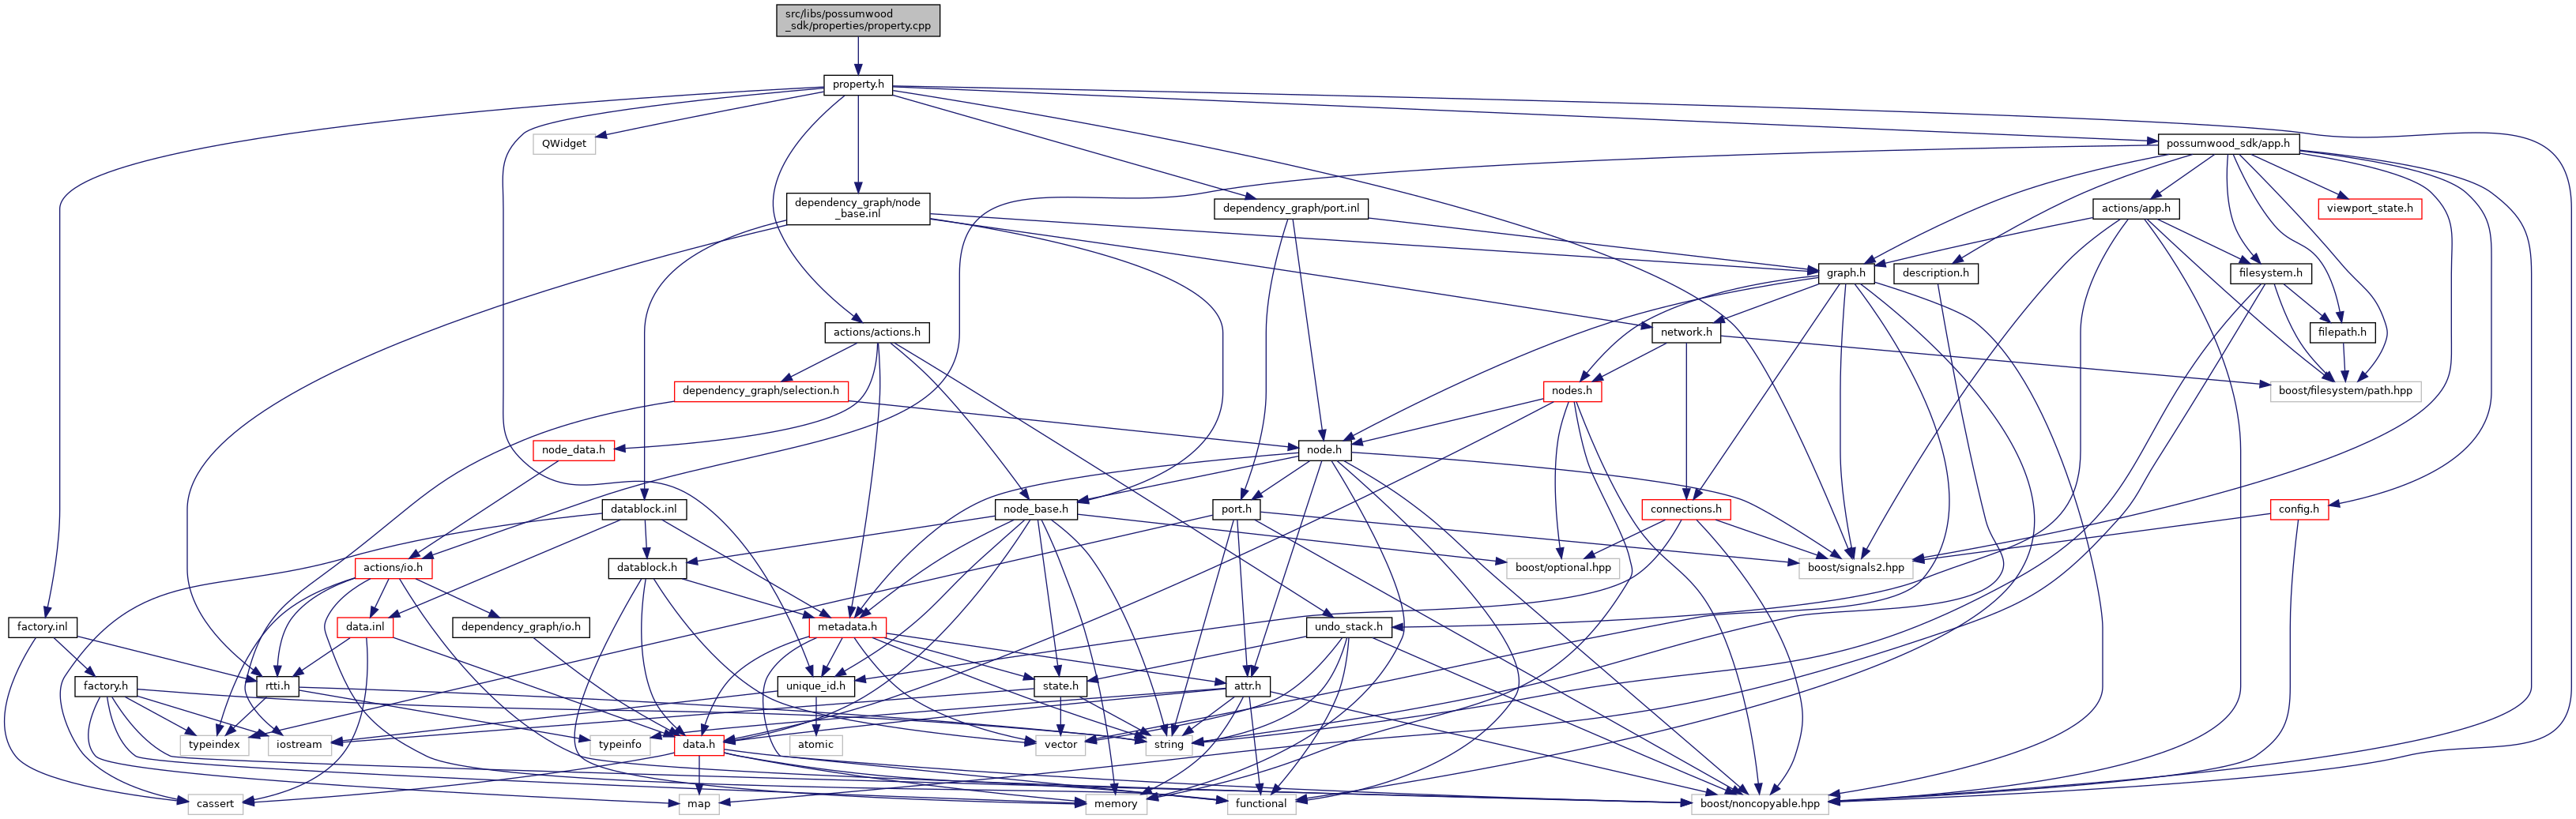 src/libs/possumwood
_sdk/properties/property.cpp
property.h
QWidget
possumwood_sdk/app.h
dependency_graph/node
_base.inl
dependency_graph/port.inl
actions/app.h
viewport_state.h
graph.h
description.h
filesystem.h
actions/actions.h
network.h
filepath.h
dependency_graph/selection.h
nodes.h
boost/filesystem/path.hpp
node_data.h
node.h
datablock.inl
node_base.h
port.h
connections.h
config.h
actions/io.h
datablock.h
boost/optional.hpp
boost/signals2.hpp
factory.inl
data.inl
dependency_graph/io.h
metadata.h
undo_stack.h
factory.h
rtti.h
unique_id.h
state.h
attr.h
typeindex
iostream
typeinfo
data.h
atomic
vector
string
cassert
map
memory
functional
boost/noncopyable.hpp